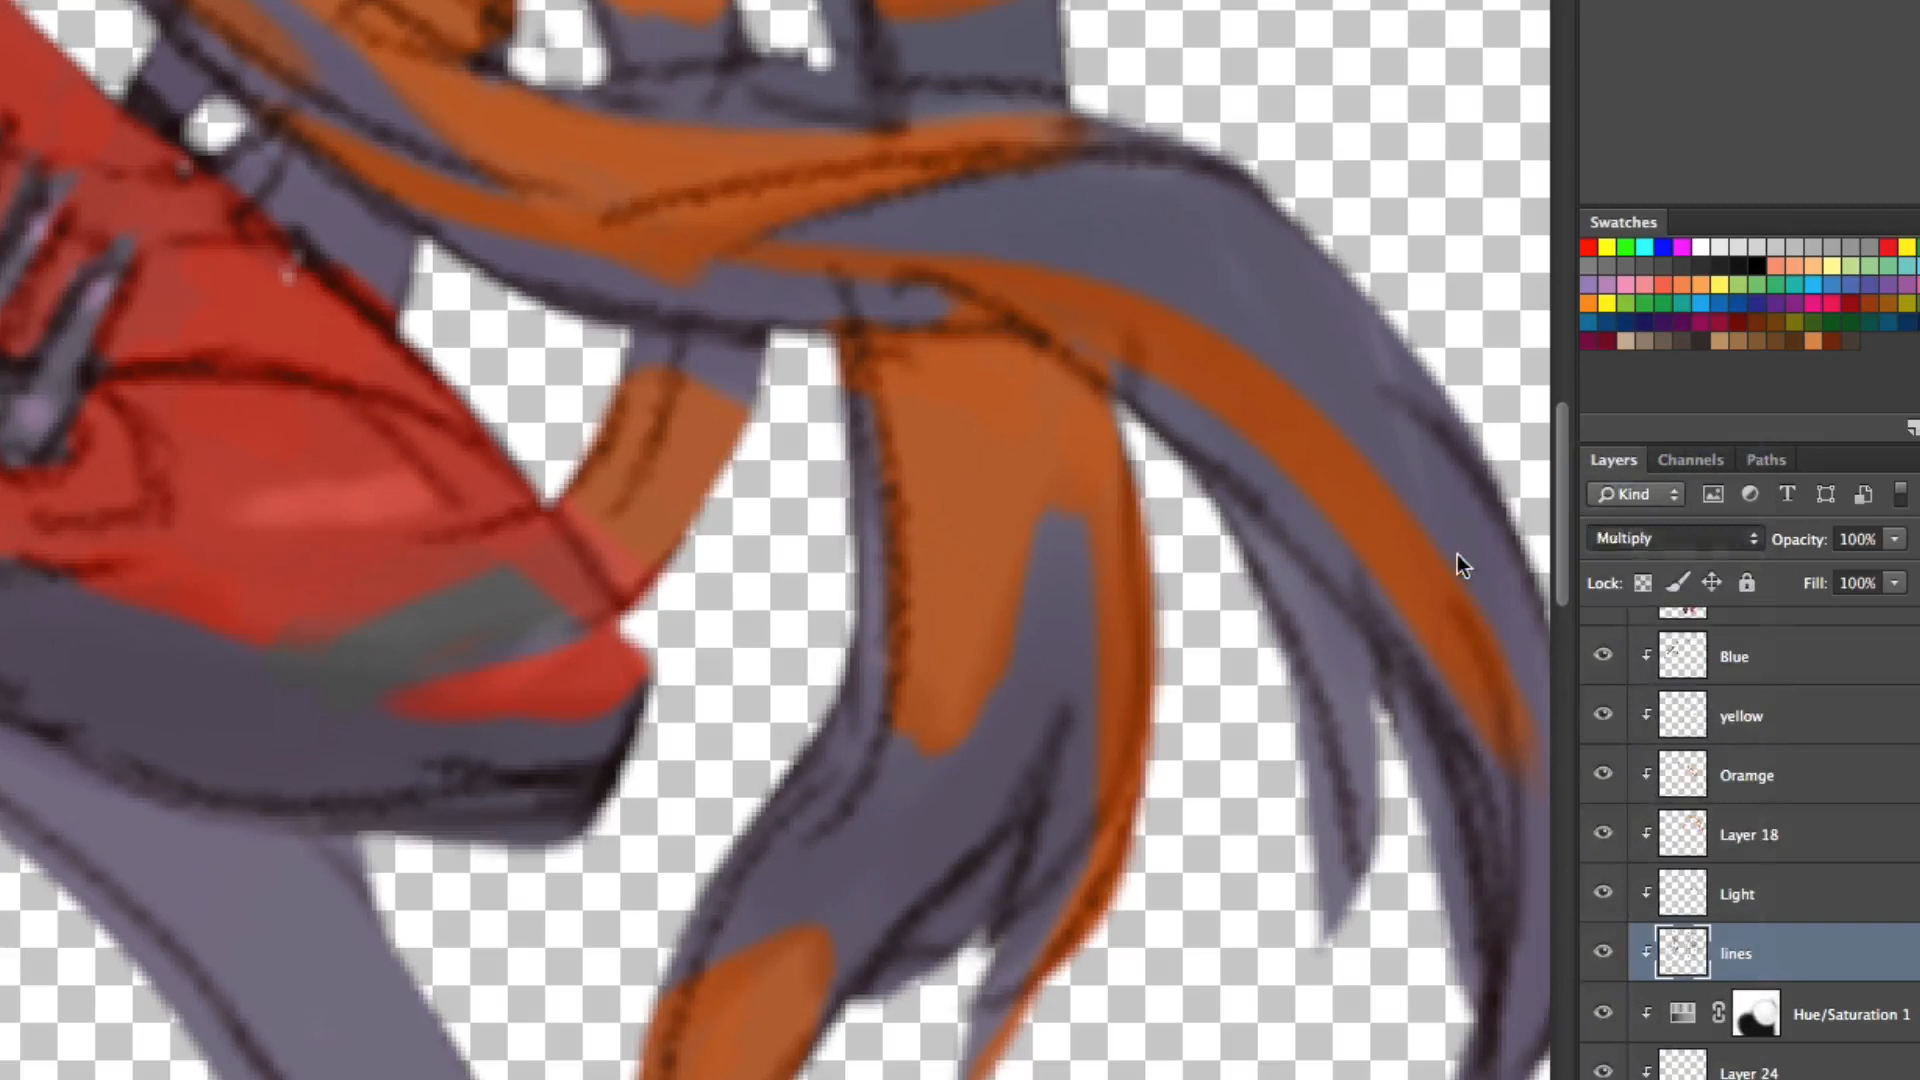 Swatches
Layers Channels Paths
Kind
Multiply Opacity: 100%
Lock: Fill: 100%
Blue
yellow
Oramge
Layer 18
Light
lines
Hue/Saturation 1
Layer 24